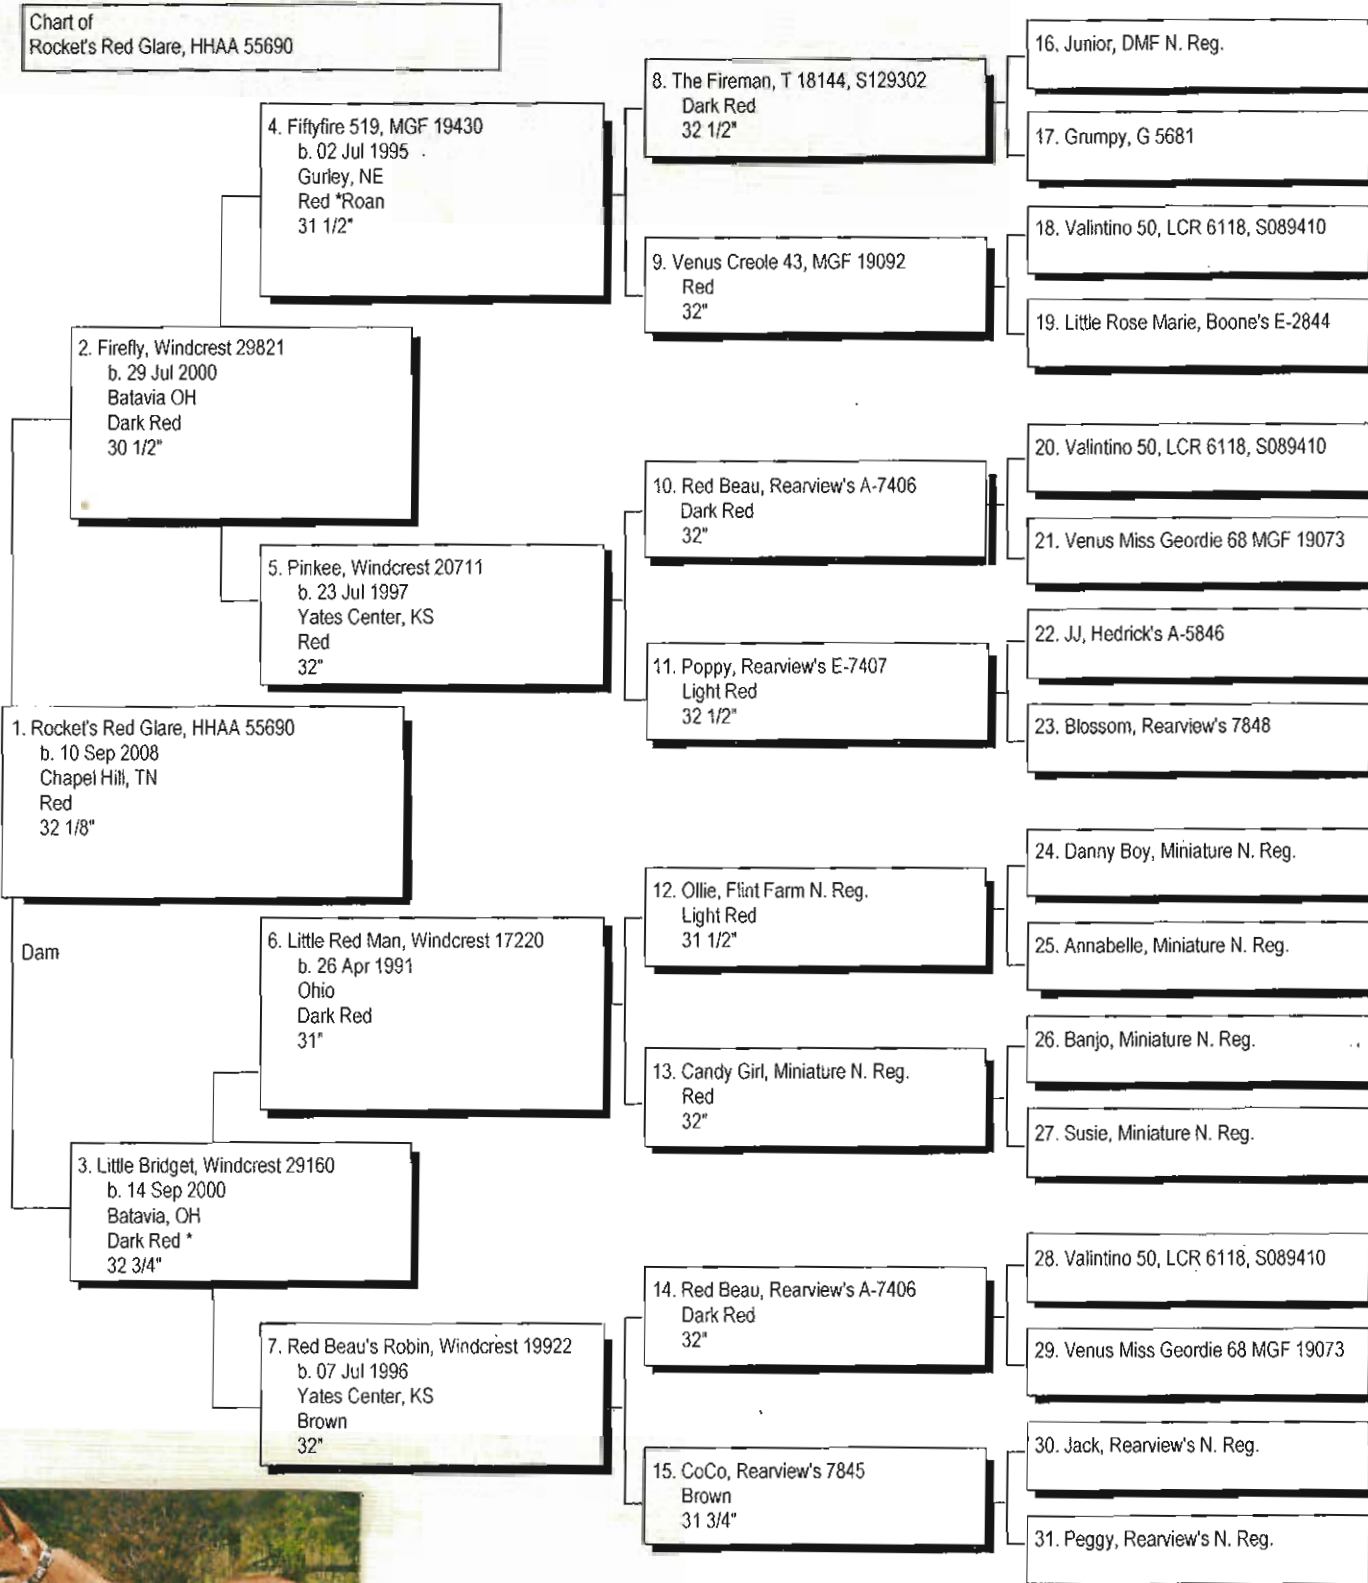 Chart of
Rocket's Red Glare, HHAA 55690
1. Rocket's Red Glare, HHAA 55690
b. 10 Sep 2008
Chapel Hill, TN
Red
32 1/8"
Dam
2. Firefly, Windcrest 29821
b. 29 Jul 2000
Batavia OH
Dark Red
30 1/2"
3. Little Bridget, Windcrest 29160
b. 14 Sep 2000
Batavia, OH
Dark Red *
32 3/4"
4. Fiftyfire 519, MGF 19430
b. 02 Jul 1995
Gurley, NE
Red *Roan
31 1/2"
5. Pinkee, Windcrest 20711
b. 23 Jul 1997
Yates Center, KS
Red
32"
6. Little Red Man, Windcrest 17220
b. 26 Apr 1991
Ohio
Dark Red
31"
7. Red Beau's Robin, Windcrest 19922
b. 07 Jul 1996
Yates Center, KS
Brown
32"
8. The Fireman, T 18144, S129302
Dark Red
32 1/2"
9. Venus Creole 43, MGF 19092
Red
32"
10. Red Beau, Rearview's A-7406
Dark Red
32"
11. Poppy, Rearview's E-7407
Light Red
32 1/2"
12. Ollie, Flint Farm N. Reg.
Light Red
31 1/2"
13. Candy Girl, Miniature N. Reg.
Red
32"
14. Red Beau, Rearview's A-7406
Dark Red
32"
15. CoCo, Rearview's 7845
Brown
31 3/4"
16. Junior, DMF N. Reg.
17. Grumpy, G 5681
18. Valintino 50, LCR 6118, S089410
19. Little Rose Marie, Boone's E-2844
20. Valintino 50, LCR 6118, S089410
21. Venus Miss Geordie 68 MGF 19073
22. JJ, Hedrick's A-5846
23. Blossom, Rearview's 7848
24. Danny Boy, Miniature N. Reg.
25. Annabelle, Miniature N. Reg.
26. Banjo, Miniature N. Reg.
27. Susie, Miniature N. Reg.
28. Valintino 50, LCR 6118, S089410
29. Venus Miss Geordie 68 MGF 19073
30. Jack, Rearview's N. Reg.
31. Peggy, Rearview's N. Reg.